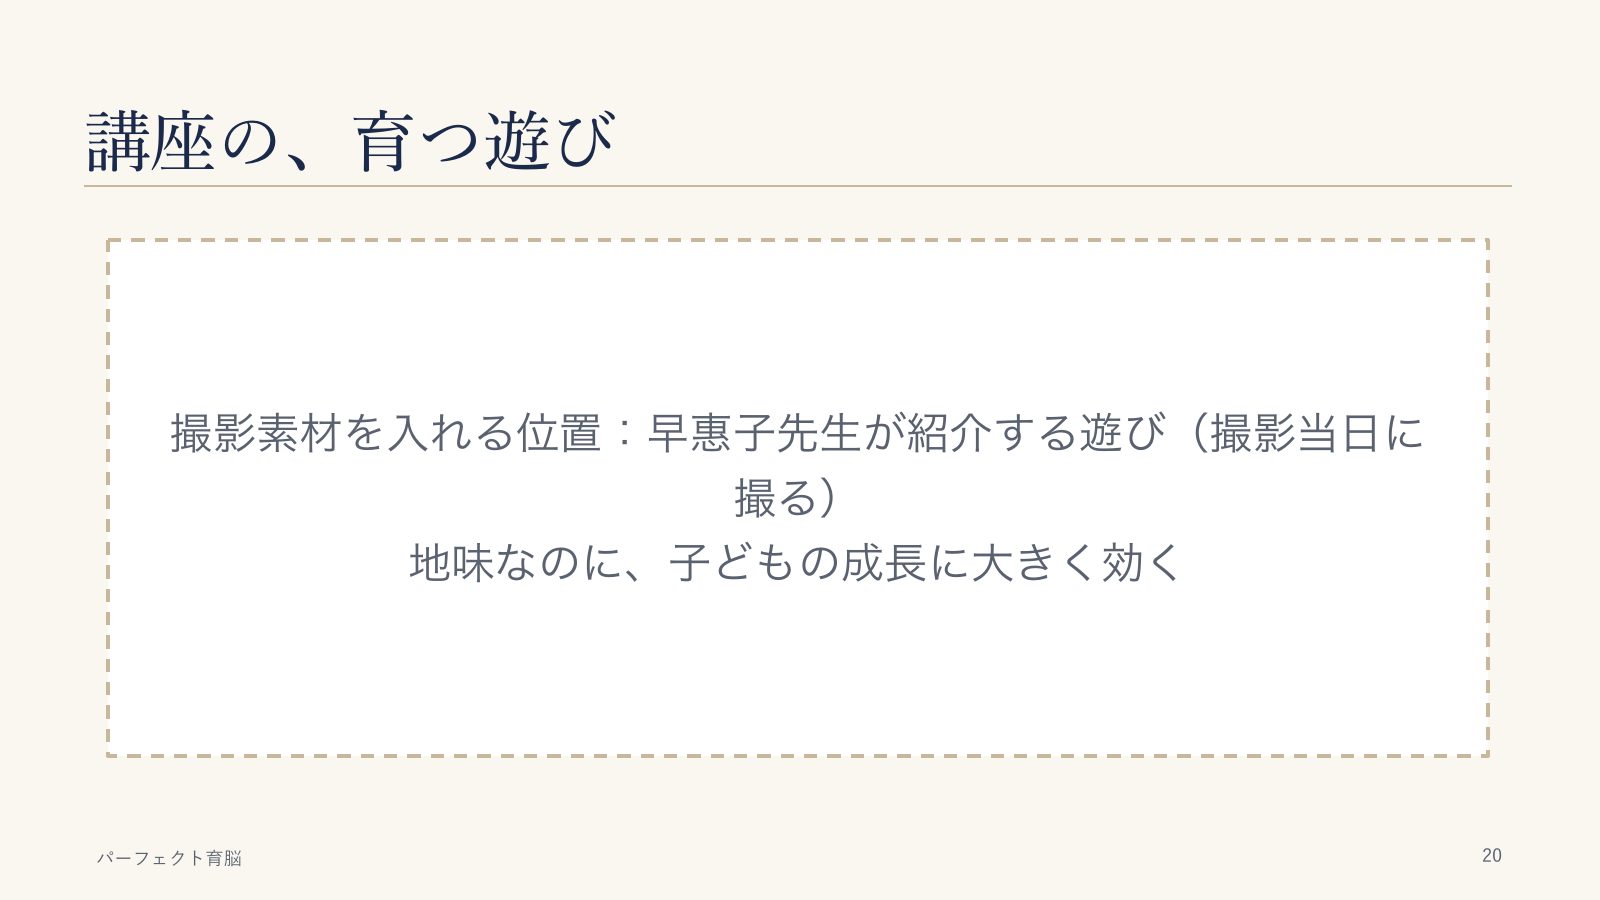 講座の、育つ遊び
撮影素材を入れる位置：早惠子先生が紹介する遊び（撮影当日に
撮る）
地味なのに、子どもの成長に大きく効く
パーフェクト育脳
20